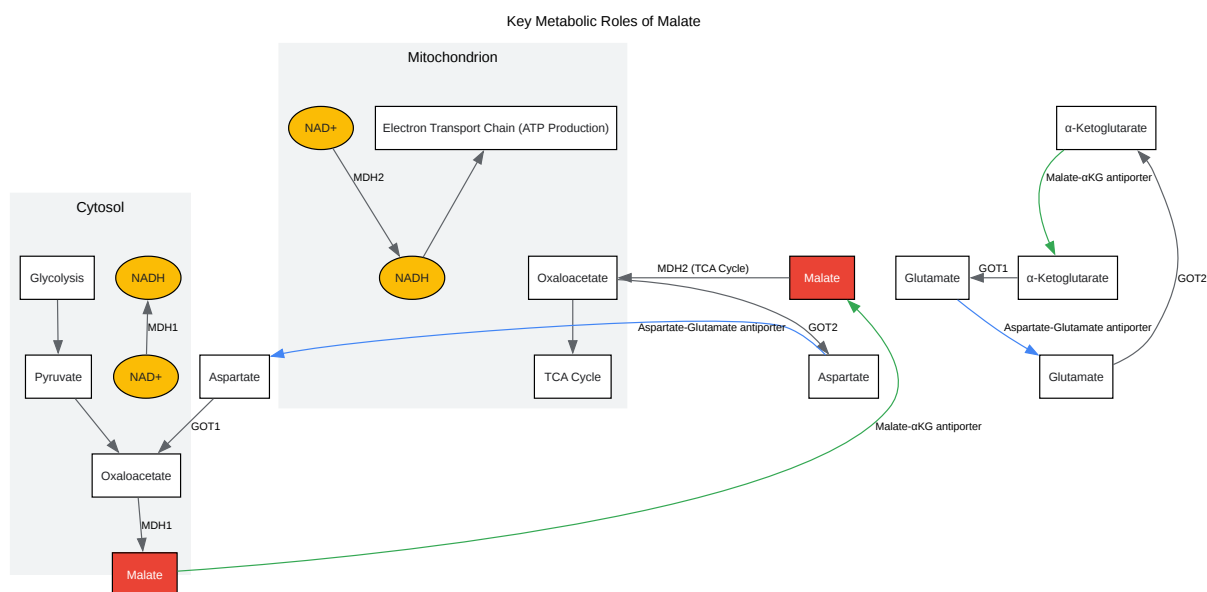 Key Metabolic Roles of Malate
Mitochondrion
NAD+
Electron Transport Chain (ATP Production)
α-Ketoglutarate
MDH2
Malate-αKG antiporter
Cytosol
Glycolysis
NADH
NADH
Oxaloacetate
MDH2 (TCA Cycle)
Malate
Glutamate
GOT1
α-Ketoglutarate
GOT2
MDH1
Aspartate-Glutamate antiporter
GOT2
Aspartate-Glutamate antiporter
Pyruvate
NAD+
Aspartate
TCA Cycle
Aspartate
Glutamate
GOT1
Malate-αKG antiporter
Oxaloacetate
MDH1
Malate